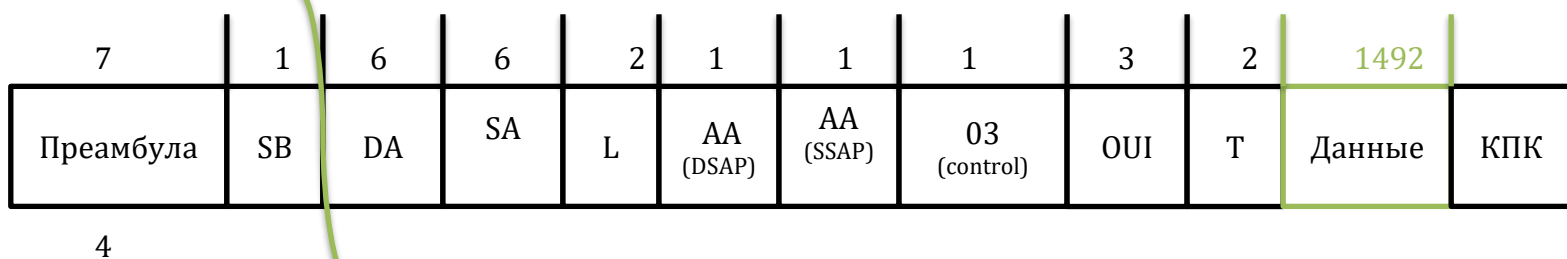 7 1 6 6 2 1 1 1 3 2 1492
Преамбула SB DA SA L AA (DSAP) AA (SSAP) 03 (control) OUI T Данные КПК
4